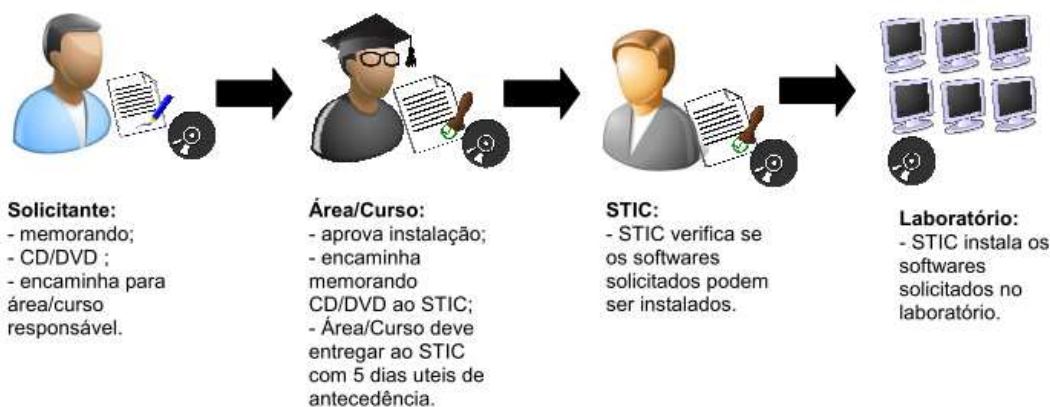 Solicitante:
- memorando;
- CD/DVD ;
- encaminha para
área/curso
responsável.
Área/Curso:
- aprova instalação;
- encaminha
memorando
CD/DVD ao STIC;
- Área/Curso deve
entregar ao STIC
com 5 dias uteis de
antecedência.
STIC:
- STIC verifica se
os softwares
solicitados podem
ser instalados.
Laboratório:
- STIC instala os
softwares
solicitados no
laboratório.